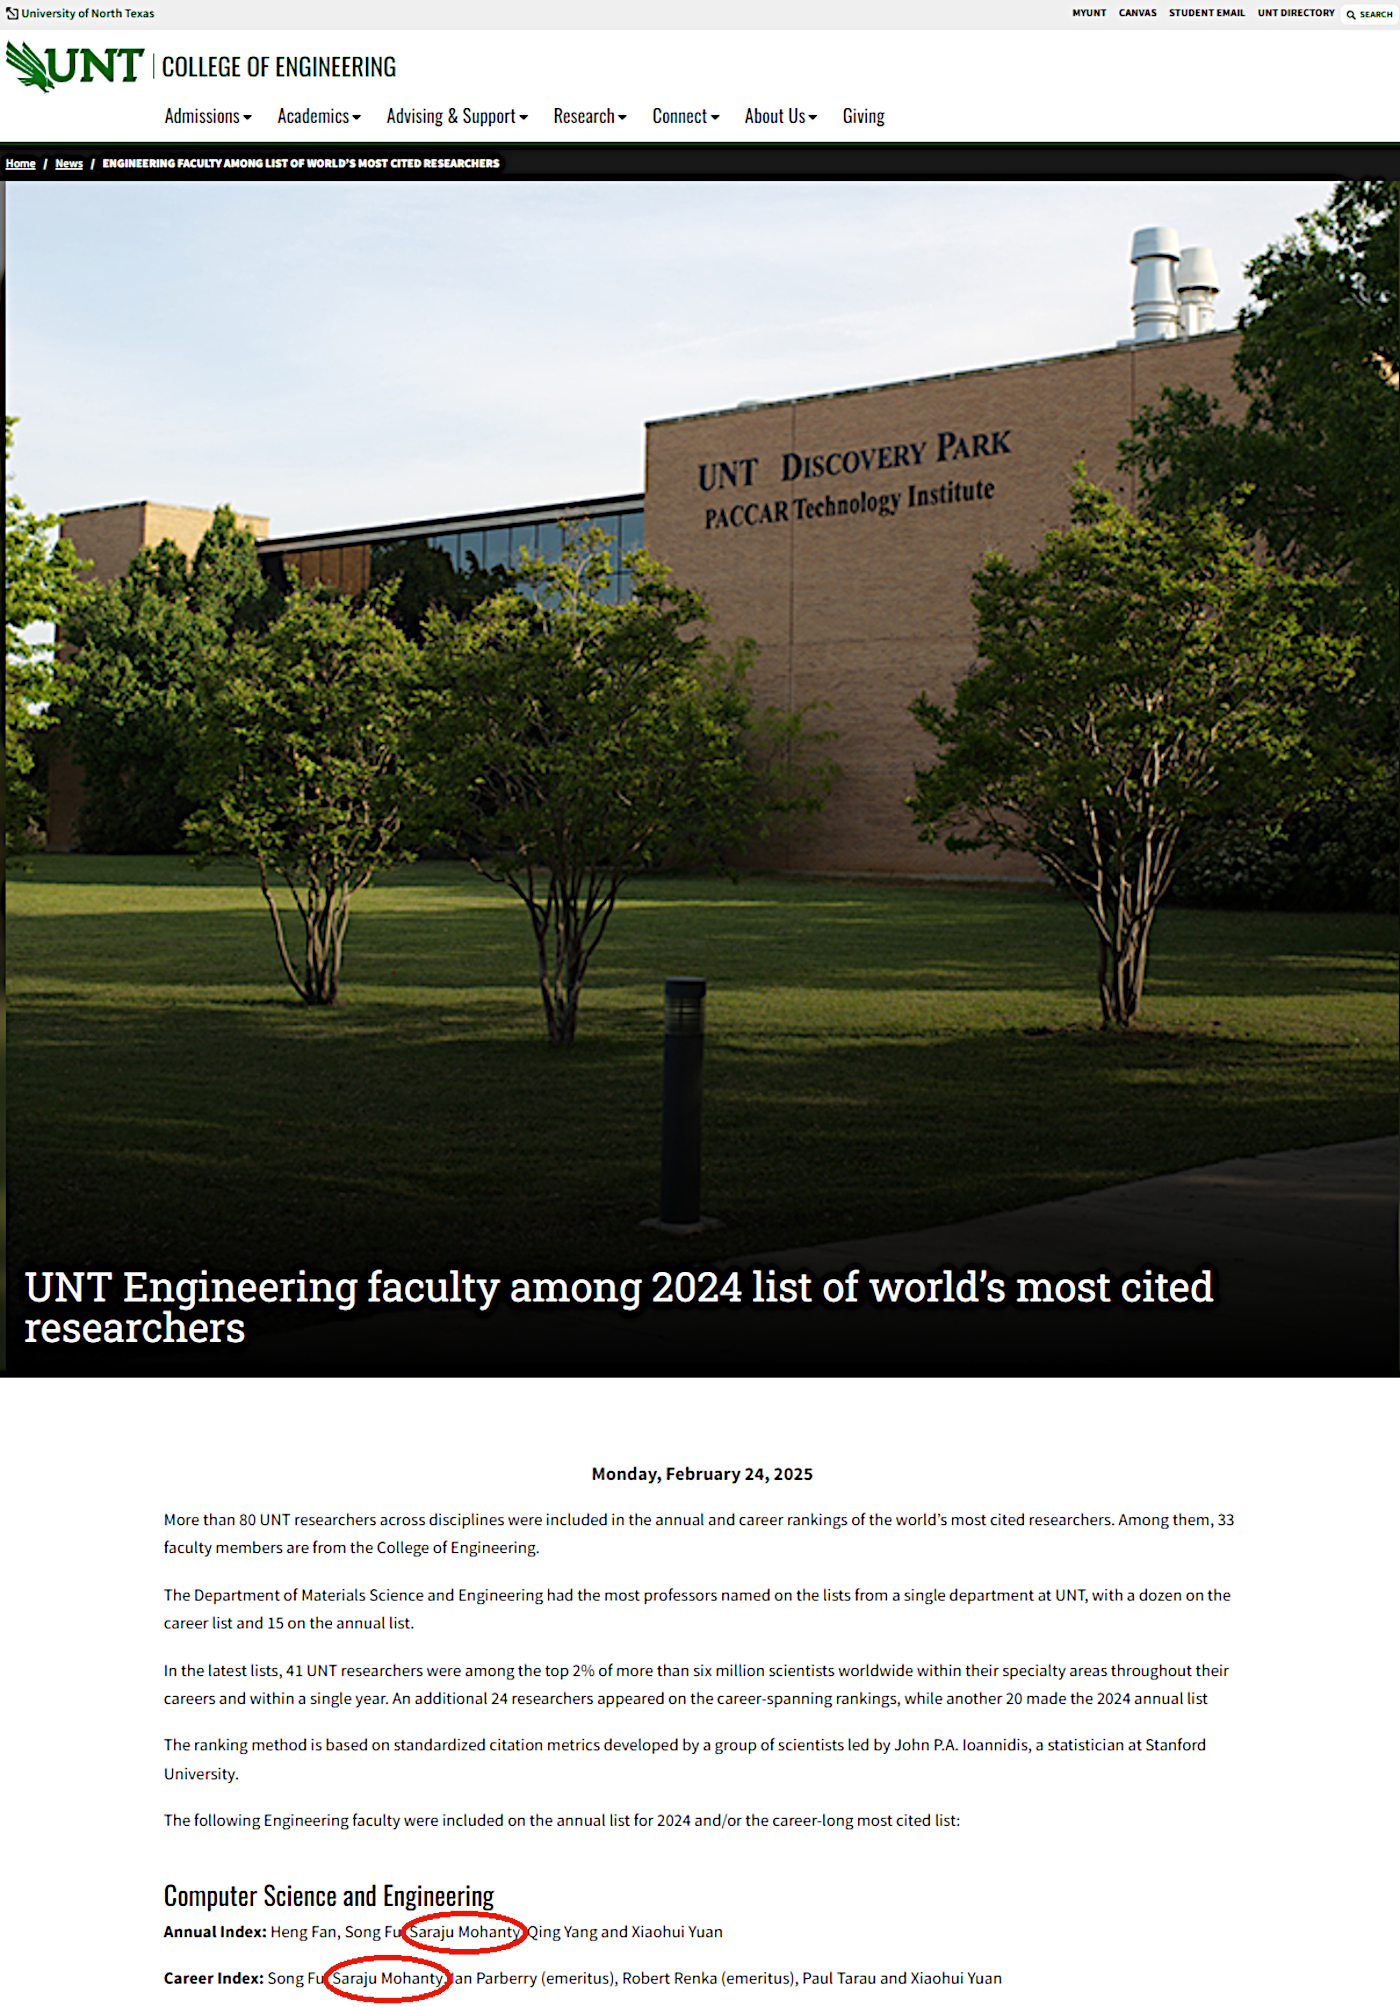 University of North Texas
MYUNT CANVAS STUDENT EMAIL UNT DIRECTORY SEARCH
UNT COLLEGE OF ENGINEERING
Admissions Academics Advising & Support Research Connect About Us Giving
Home / News / ENGINEERING FACULTY AMONG LIST OF WORLD'S MOST CITED RESEARCHERS
UNT DISCOVERY PARK
PACCAR Technology Institute
UNT Engineering faculty among 2024 list of world's most cited
researchers
Monday, February 24, 2025
More than 80 UNT researchers across disciplines were included in the annual and career rankings of the world's most cited researchers. Among them, 33
faculty members are from the College of Engineering.
The Department of Materials Science and Engineering had the most professors named on the lists from a single department at UNT, with a dozen on the
career list and 15 on the annual list.
In the latest lists, 41 UNT researchers were among the top 2% of more than six million scientists worldwide within their specialty areas throughout their
careers and within a single year. An additional 24 researchers appeared on the career-spanning rankings, while another 20 made the 2024 annual list
The ranking method is based on standardized citation metrics developed by a group of scientists led by John P.A. Ioannidis, a statistician at Stanford
University.
The following Engineering faculty were included on the annual list for 2024 and/or the career-long most cited list:
Computer Science and Engineering
Annual Index: Heng Fan, Song Fu, Saraju Mohanty, Qing Yang and Xiaohui Yuan
Career Index: Song Fu, Saraju Mohanty, Ian Parberry (emeritus), Robert Renka (emeritus), Paul Tarau and Xiaohui Yuan